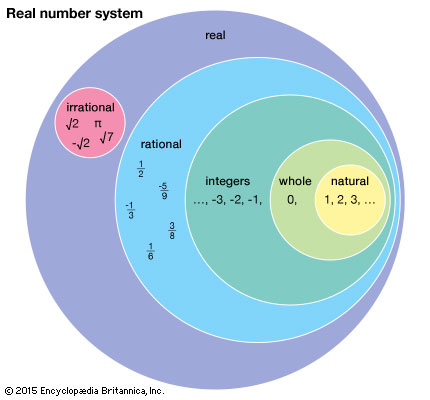 Real number system
real
irrational
√2 π
-√2 √7
rational
1/2
-5/9
-1/3
3/8
1/6
integers
..., -3, -2, -1,
whole
0,
natural
1, 2, 3, ...
© 2015 Encyclopædia Britannica, Inc.